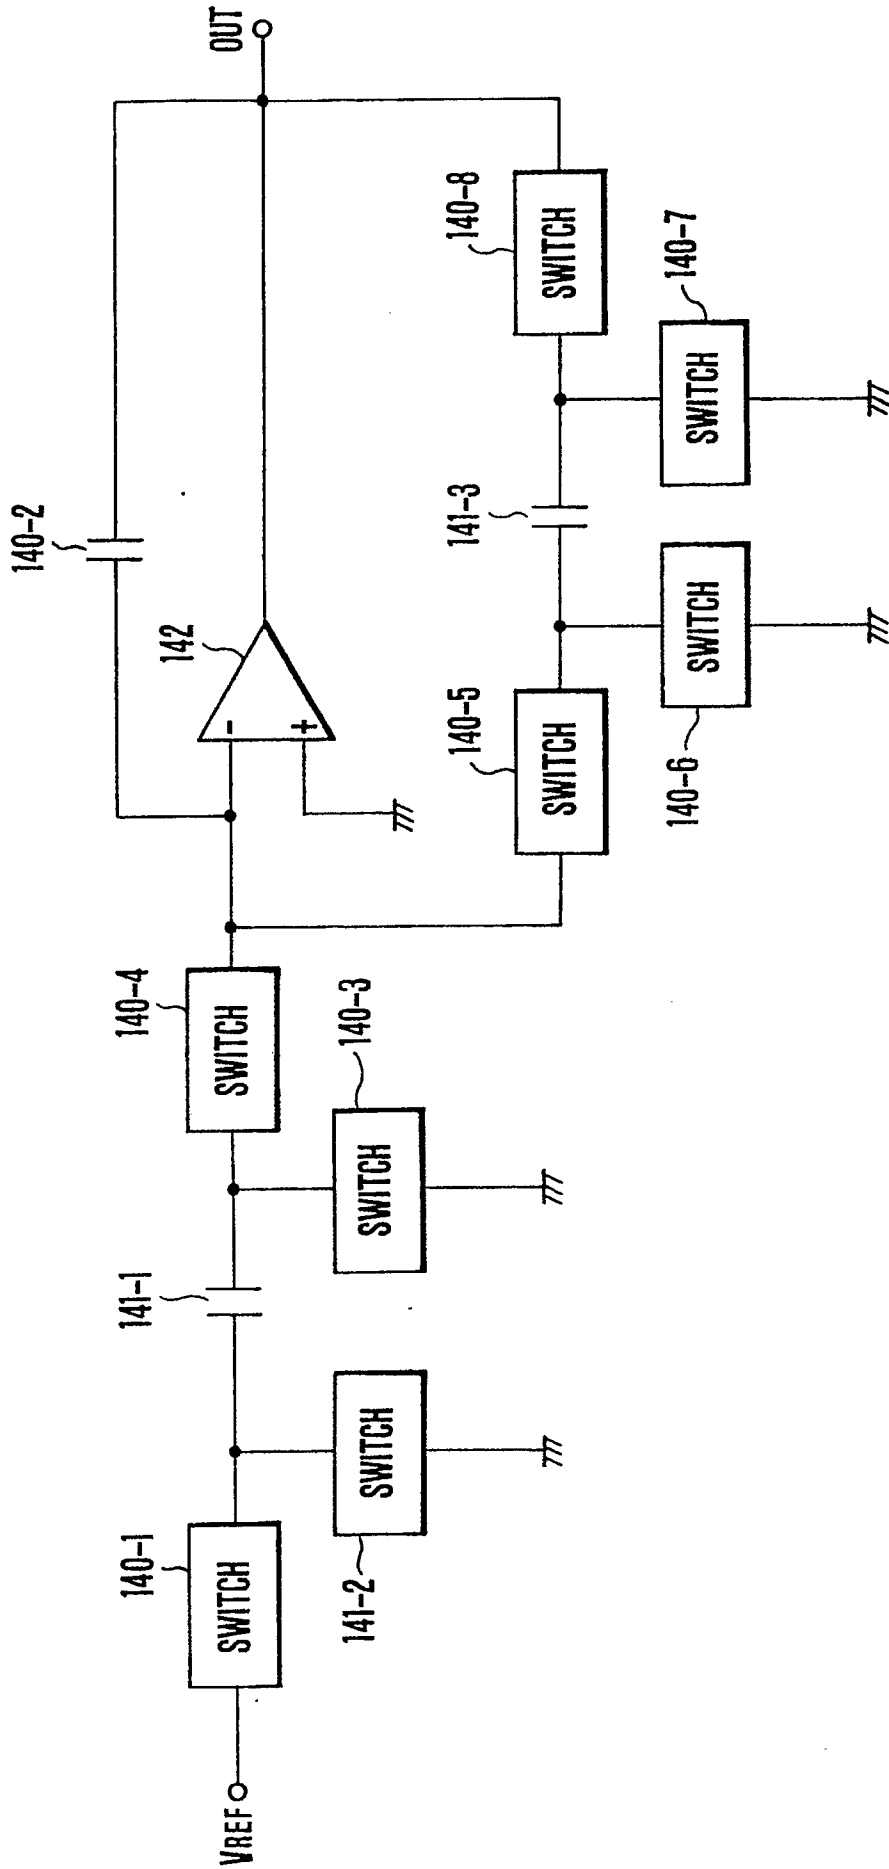 140-2
OUT
142
140-8
SWITCH
140-7
SWITCH
141-3
140-5
SWITCH
SWITCH
140-6
140-4
SWITCH
140-3
SWITCH
141-1
140-1
SWITCH
SWITCH
141-2
VREF
-
+